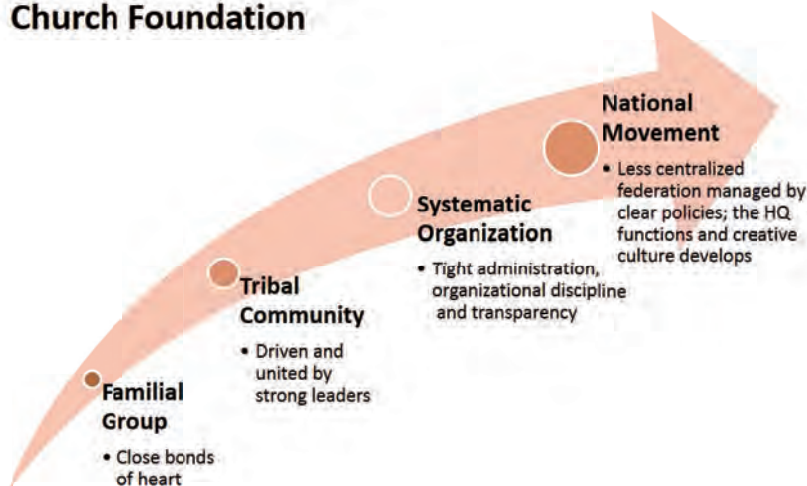 Church Foundation
Familial
Group
• Close bonds
of heart
Tribal
Community
• Driven and
united by
strong leaders
Systematic
Organization
• Tight administration,
organizational discipline
and transparency
National
Movement
• Less centralized
federation managed by
clear policies; the HQ
functions and creative
culture develops